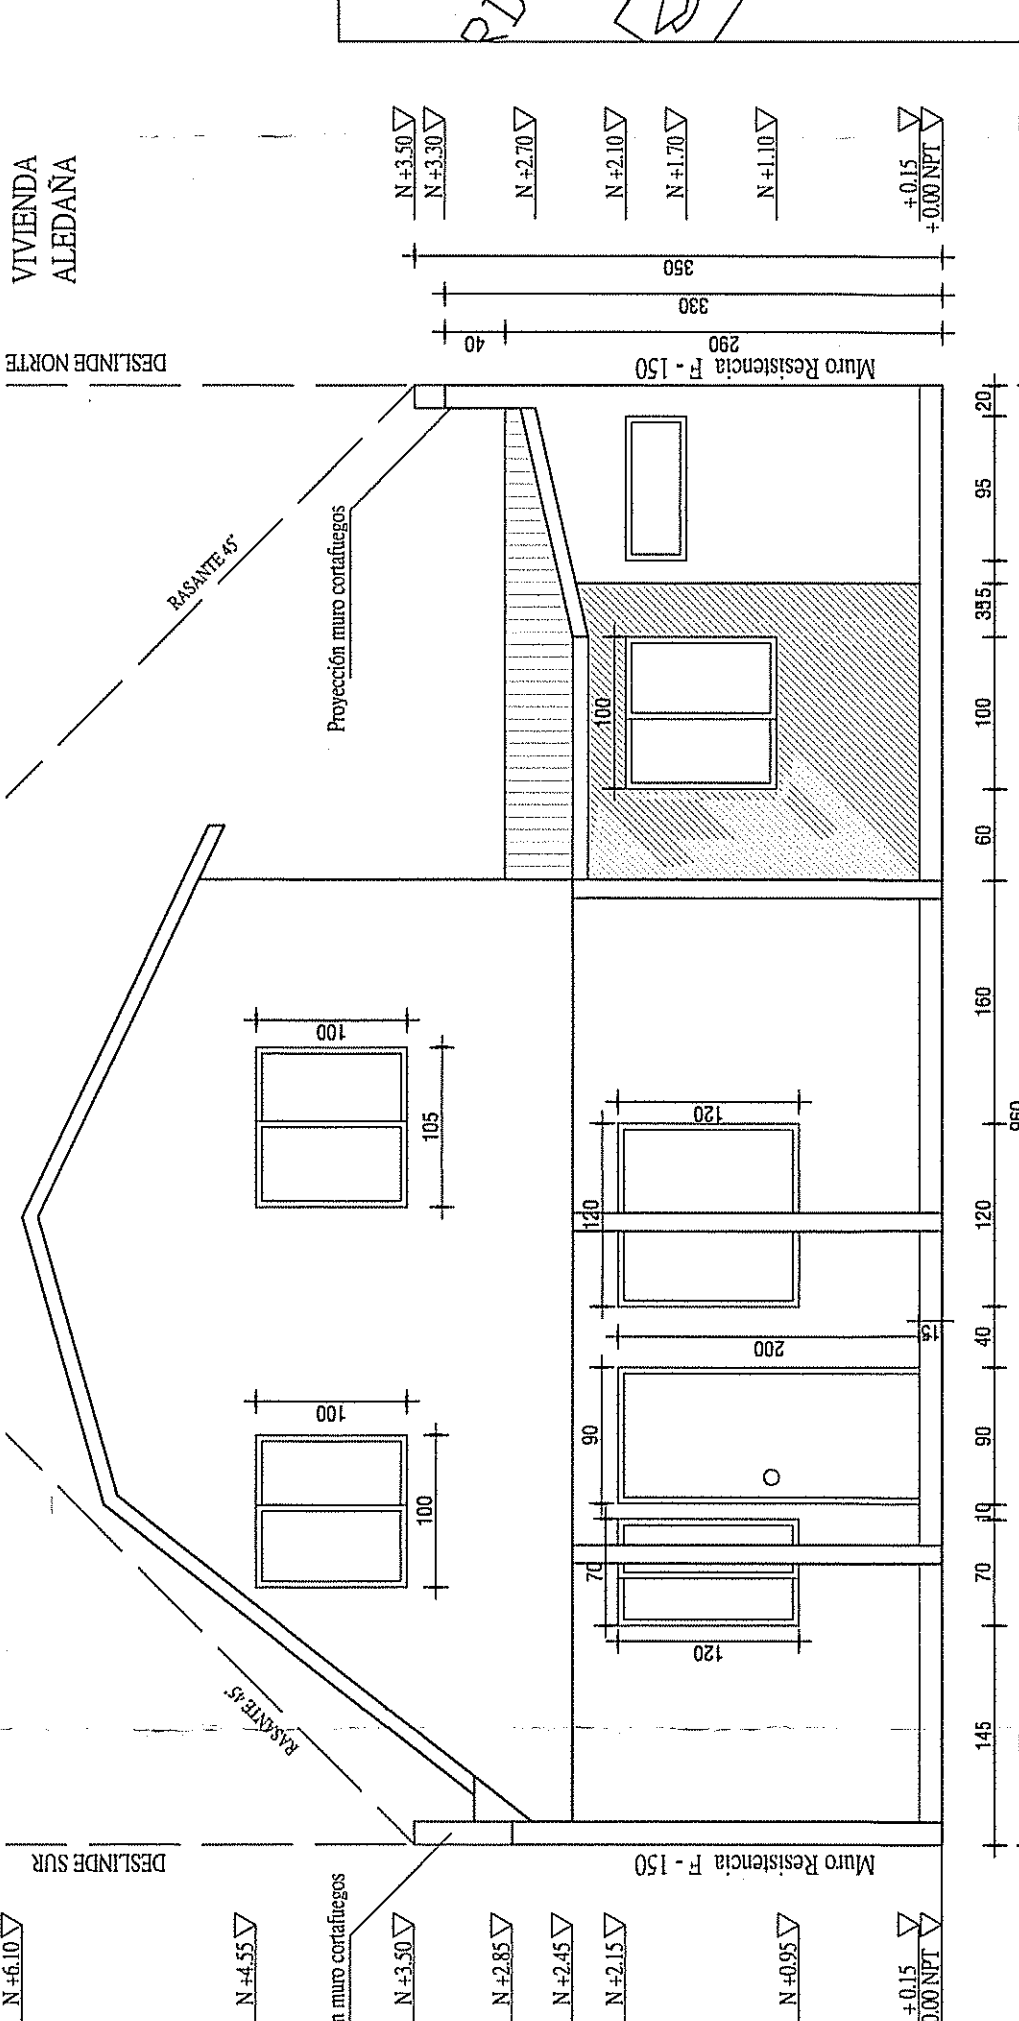 VIVIENDA
ALEDAÑA
DESLINDE NORTE
N +3.50
N +3.30
N +2.70
N +2.10
N +1.70
N +1.10
+ 0.15
+ 0.00 NPT
350
330
40
290
Muro Resistencia F - 150
RASANTE 45°
Proyección muro cortafuegos
100
100
105
100
100
120
120
200
15
90
70
120
RASANTE 45°
DESLINDE SUR
Muro Resistencia F - 150
n muro cortafuegos
N +6.10
N +4.55
N +3.50
N +2.85
N +2.45
N +2.15
N +0.95
+ 0.15
0.00 NPT
145
70
10
90
40
120
160
60
100
95
20
960